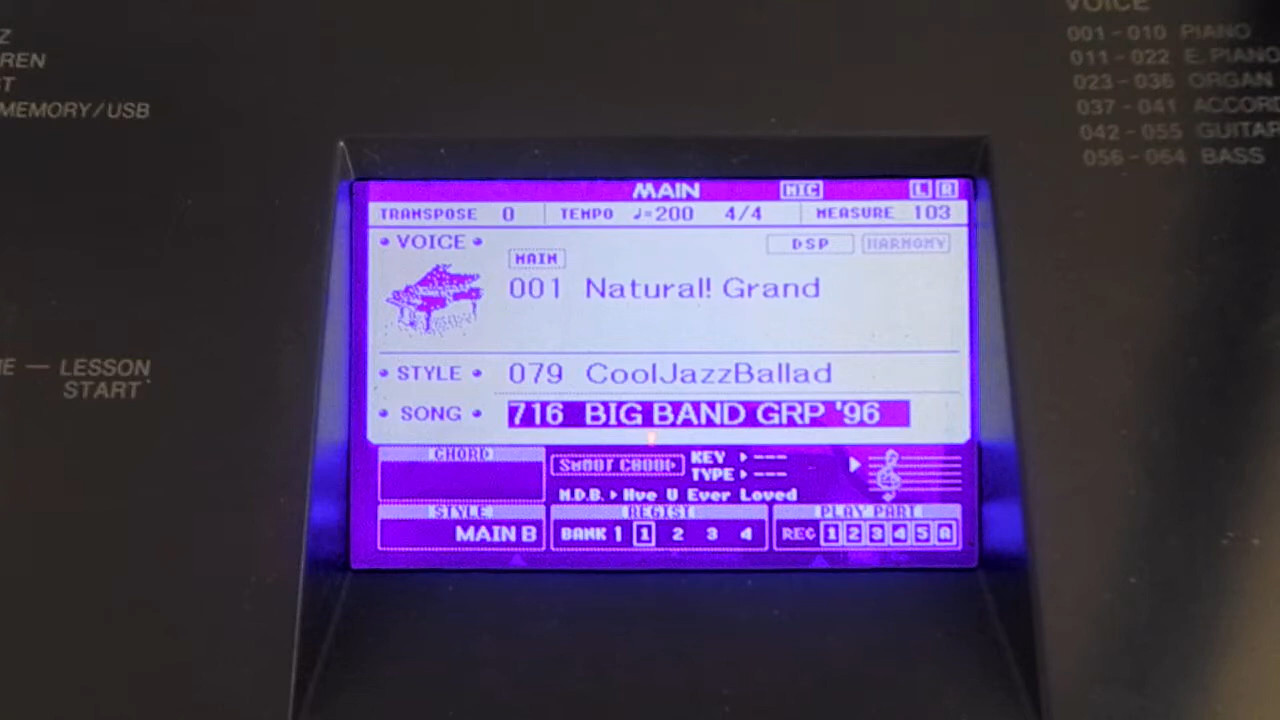 Z
REN
T
MEMORY/USB
E — LESSON
START
VOICE
001-010 PIANO
011-022 E.PIANO
023-036 ORGAN
037-041 ACCORD
042-055 GUITAR
056-064 BASS
MAIN MIC L R
TRANSPOSE 0 TEMPO ♩=200 4/4 MEASURE 103
VOICE DSP HARMONY
MAIN
001 Natural! Grand
STYLE 079 CoolJazzBallad
SONG 716 BIG BAND GRP '96
CHORD
KEY ---
TYPE ---
M.D.B. Hve U Ever Loved
STYLE REGIST PLAY PART
MAIN B BANK 1 1 2 3 4 REC 1 2 3 4 5 A